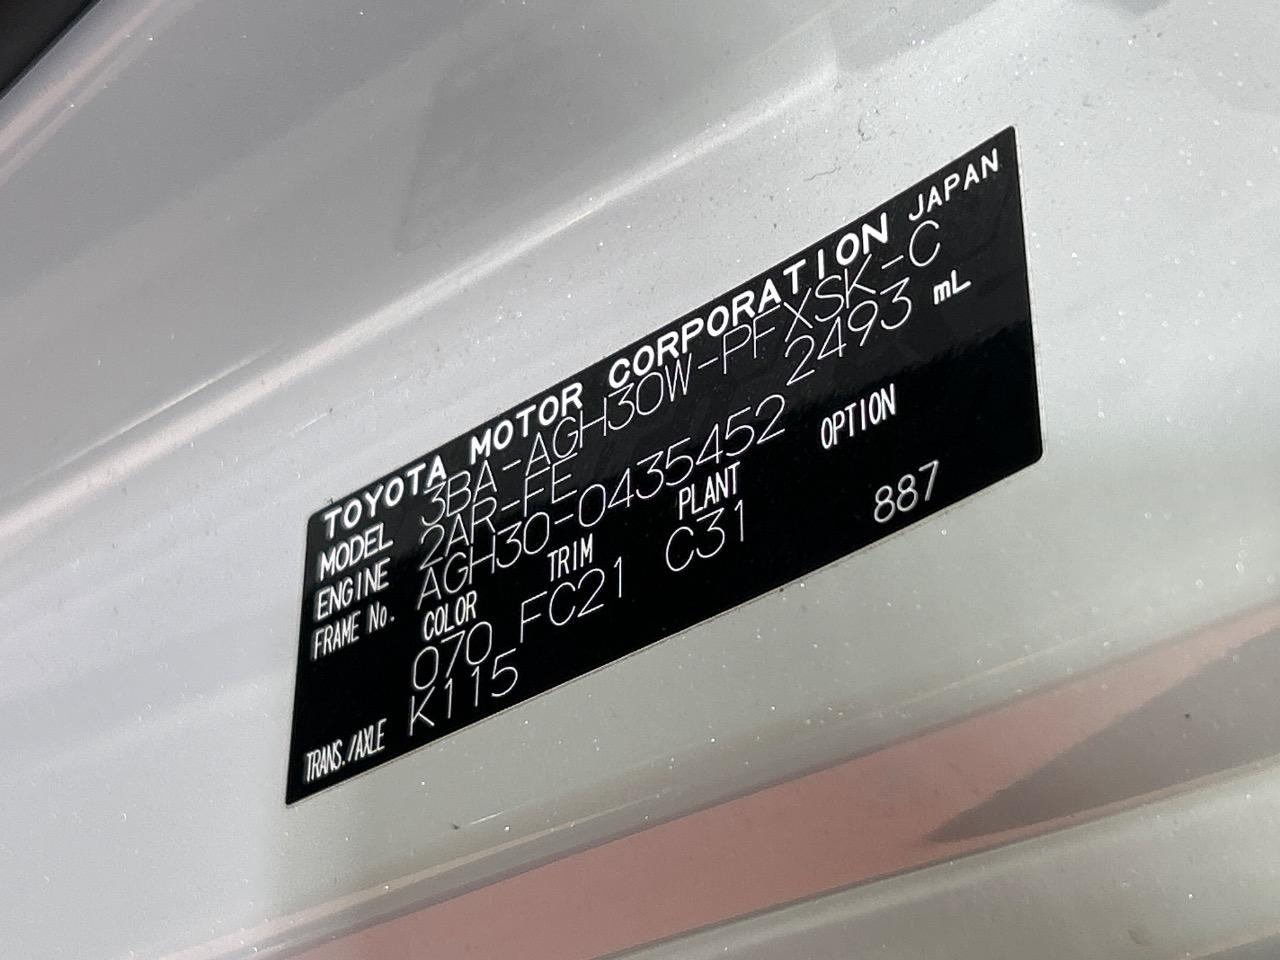 TOYOTA MOTOR CORPORATION JAPAN
MODEL 3BA-AGH30W-PFXSK-C
ENGINE 2AR-FE 2493 mL
FRAME No. AGH30-0435452
COLOR TRIM PLANT OPTION
070 FC21 C31 887
TRANS./AXLE K115